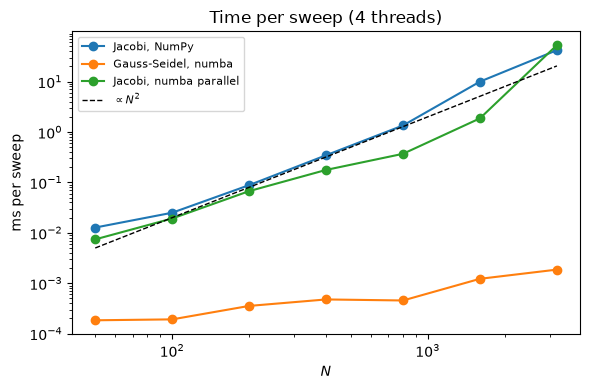 Time per sweep (4 threads)
Jacobi, NumPy
Gauss-Seidel, numba
Jacobi, numba parallel
∝ N²
ms per sweep
10¹
10⁰
10⁻¹
10⁻²
10⁻³
10⁻⁴
10² 10³
N